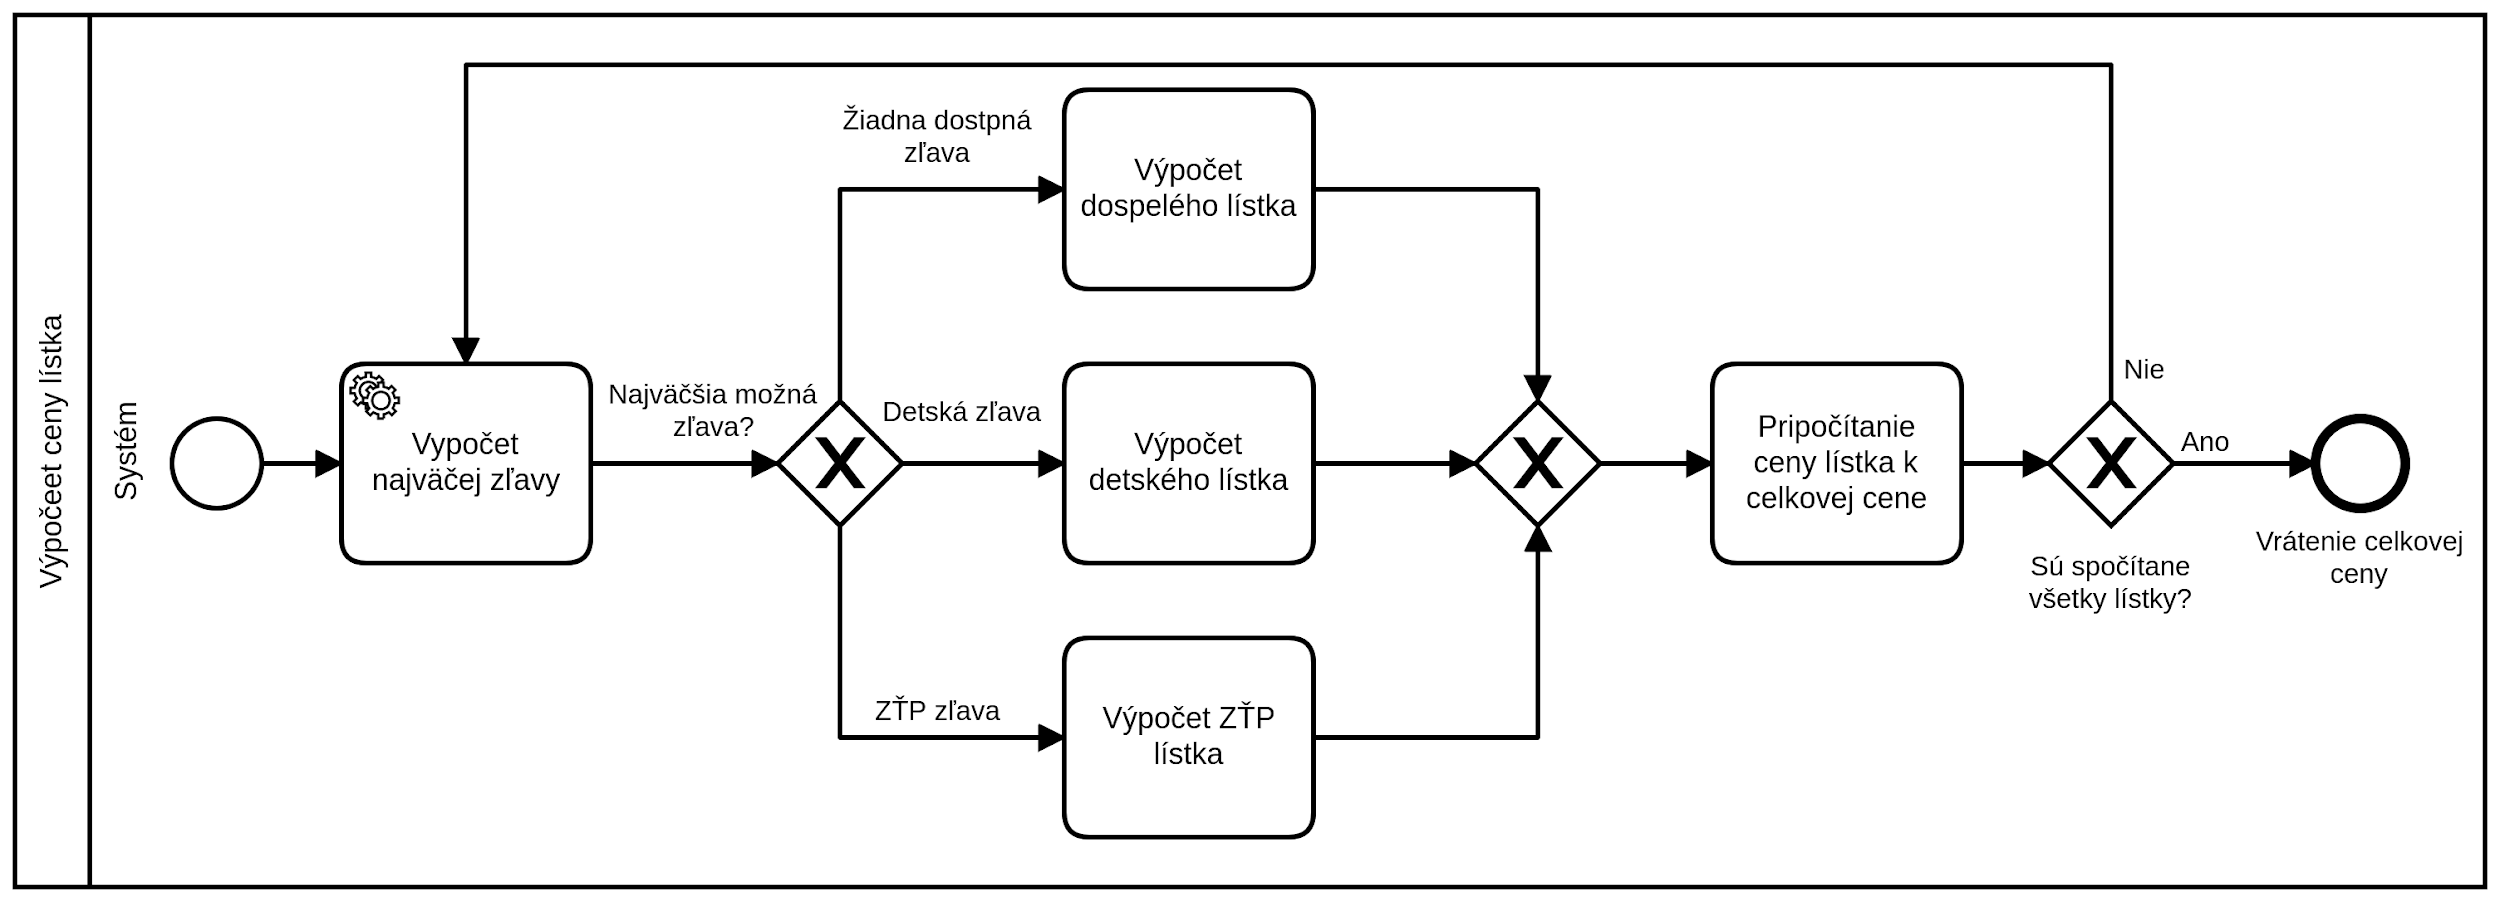 Výpočeet ceny lístka
Systém
Vypočet
najväčej zľavy
Najväčšia možná
zľava?
Žiadna dostpná
zľava
Detská zľava
ZŤP zľava
Výpočet
dospelého lístka
Výpočet
detského lístka
Výpočet ZŤP
lístka
Pripočítanie
ceny lístka k
celkovej cene
Nie
Ano
Sú spočítane
všetky lístky?
Vrátenie celkovej
ceny